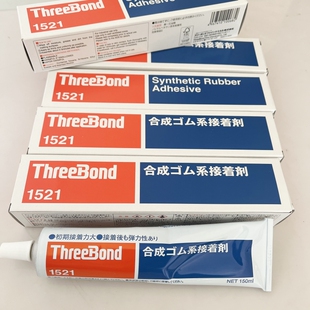 ThreeBond
1521
ThreeBond
1521
Synthetic Rubber
Adhesive
ThreeBond
1521
合成ゴム系接着剤
ThreeBond
1521
合成ゴム系接着剤
●初期接着力大●接着後も弾力性あり
ThreeBond
1521
合成ゴム系接着剤
NET 150ml